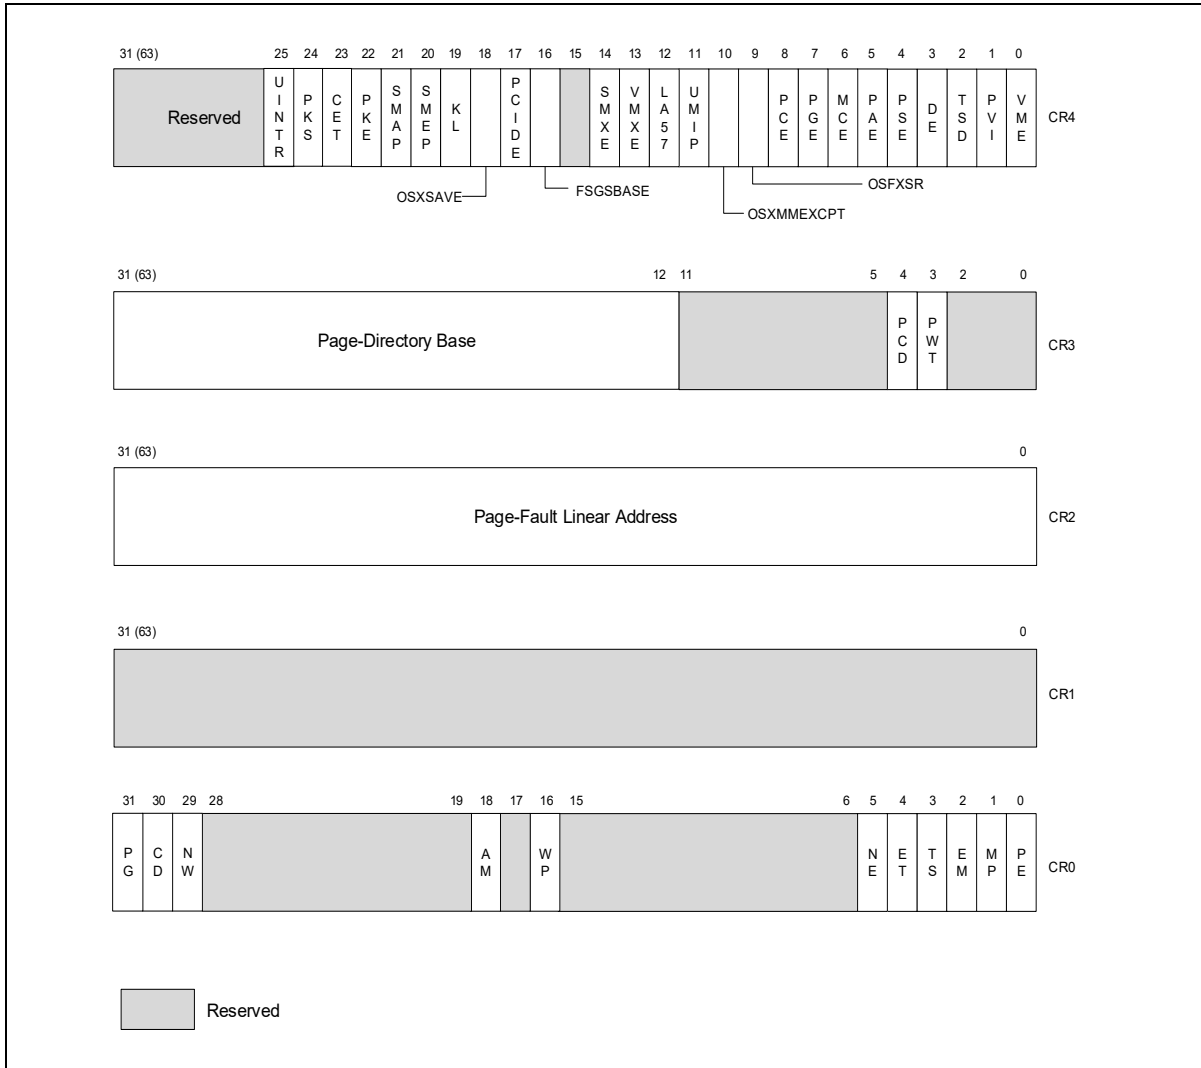 31 (63) 25 24 23 22 21 20 19 18 17 16 15 14 13 12 11 10 9 8 7 6 5 4 3 2 1 0
Reserved UINTR PKS CET PKE SMAP SMEP KL PCIDE SMXE VMXE LA57 UMIP PCE PGE MCE PAE PSE DE TSD PVI VME CR4
OSXSAVE FSGSBASE OSFXSR
OSXMMEXCPT
31 (63) 12 11 5 4 3 2 0
Page-Directory Base PCD PWT CR3
31 (63) 0
Page-Fault Linear Address CR2
31 (63) 0
CR1
31 30 29 28 19 18 17 16 15 6 5 4 3 2 1 0
PG CD NW AM WP NE ET TS EM MP PE CR0
Reserved